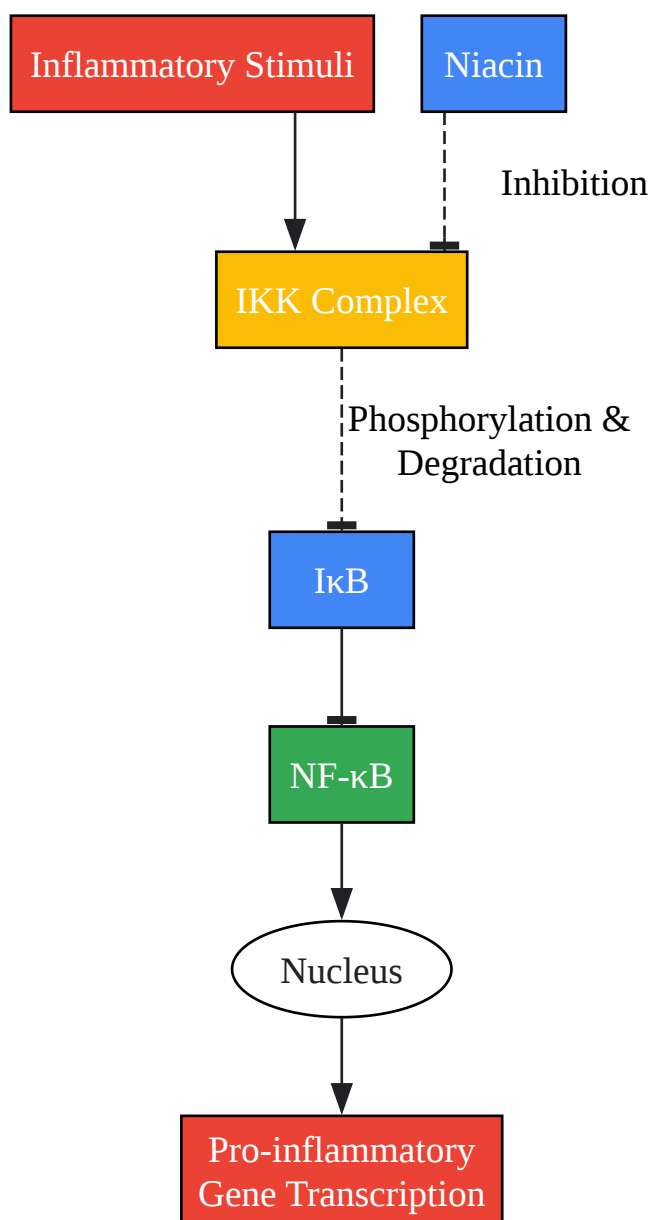 Inflammatory Stimuli
Niacin
Inhibition
IKK Complex
Phosphorylation &
Degradation
IκB
NF-κB
Nucleus
Pro-inflammatory
Gene Transcription